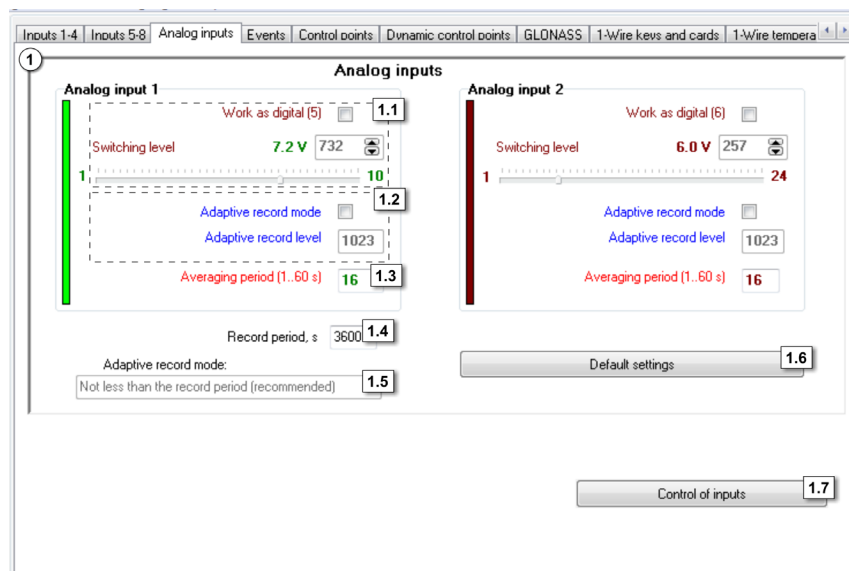 Inputs 1-4 Inputs 5-8 Analog inputs Events Control points Dynamic control points GLONASS 1-Wire keys and cards 1-Wire tempera
1
Analog inputs
Analog input 1
Work as digital (5)
1.1
Switching level 7.2 V 732
1 10
1.2
Adaptive record mode
Adaptive record level 1023
Averaging period (1..60 s) 16
1.3
Analog input 2
Work as digital (6)
Switching level 6.0 V 257
1 24
Adaptive record mode
Adaptive record level 1023
Averaging period (1..60 s) 16
Record period, s 3600
1.4
Adaptive record mode:
Not less than the record period (recommended)
1.5
Default settings
1.6
Control of inputs
1.7